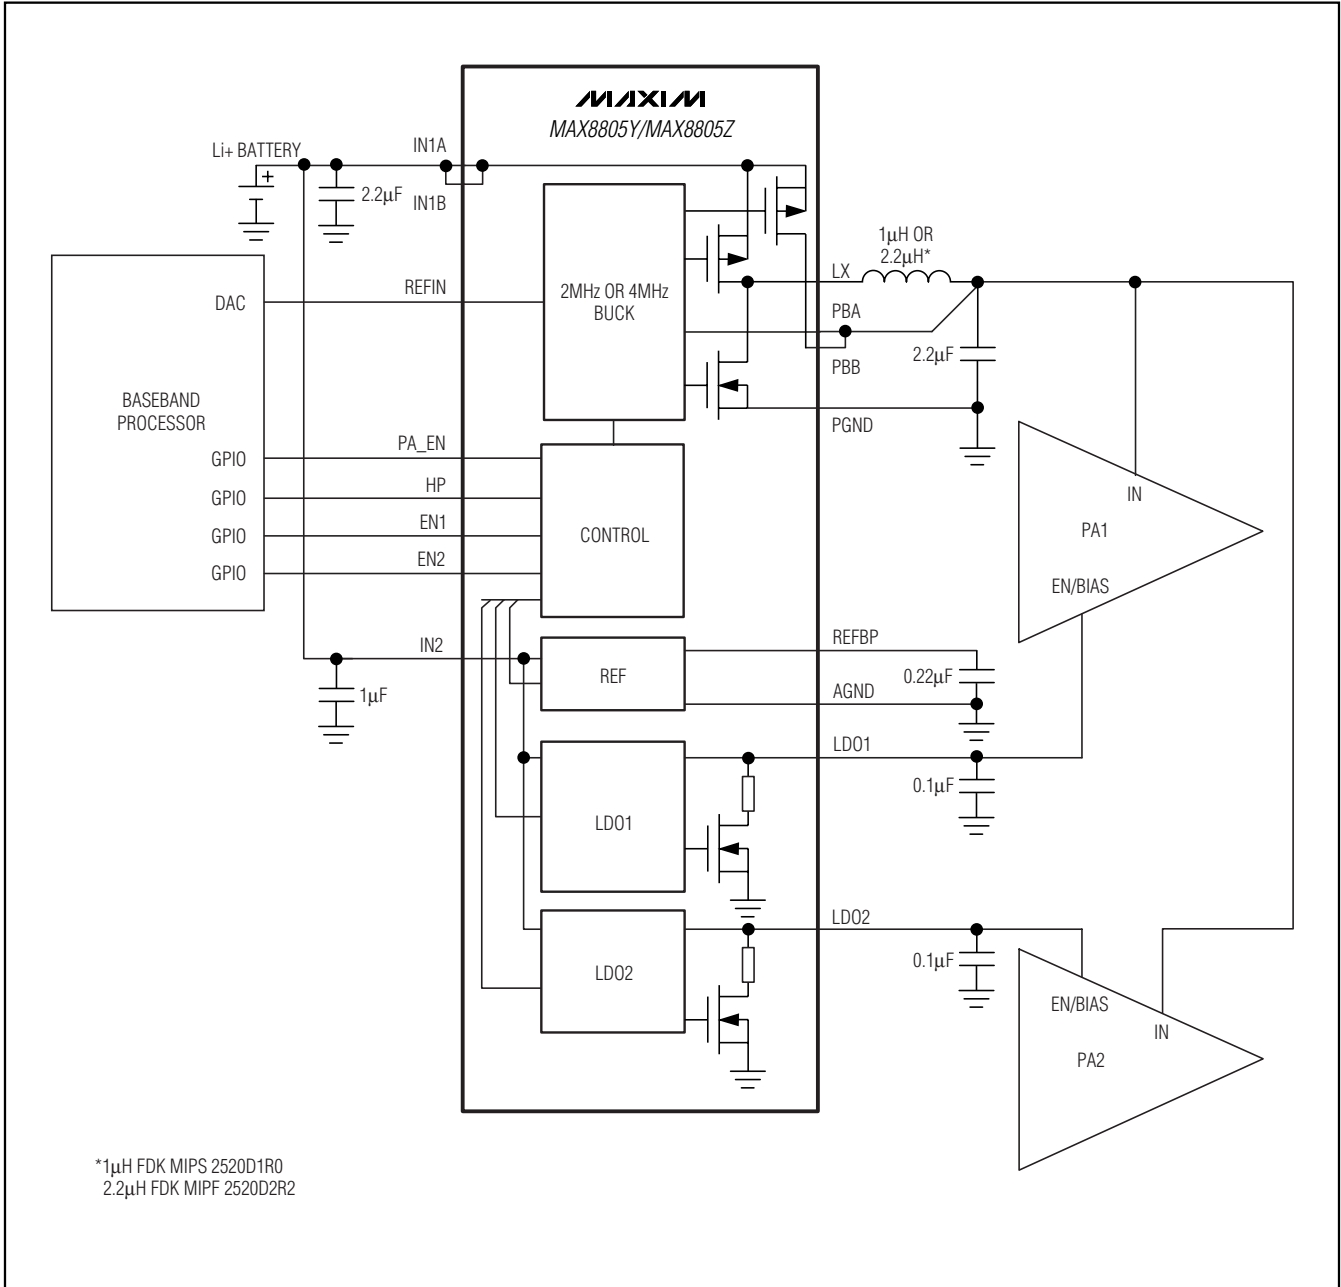 MAXIM
MAX8805Y/MAX8805Z
Li+ BATTERY
IN1A
+
2.2µF
IN1B
1µH OR
2.2µH*
LX
DAC
REFIN
2MHz OR 4MHz
BUCK
PBA
2.2µF
PBB
BASEBAND
PROCESSOR
PGND
GPIO
PA_EN
GPIO
HP
GPIO
EN1
GPIO
EN2
CONTROL
IN
PA1
EN/BIAS
IN2
1µF
REF
REFBP
0.22µF
AGND
LDO1
LDO1
0.1µF
LDO2
LDO2
0.1µF
EN/BIAS
IN
PA2
*1µH FDK MIPS 2520D1R0
2.2µH FDK MIPF 2520D2R2